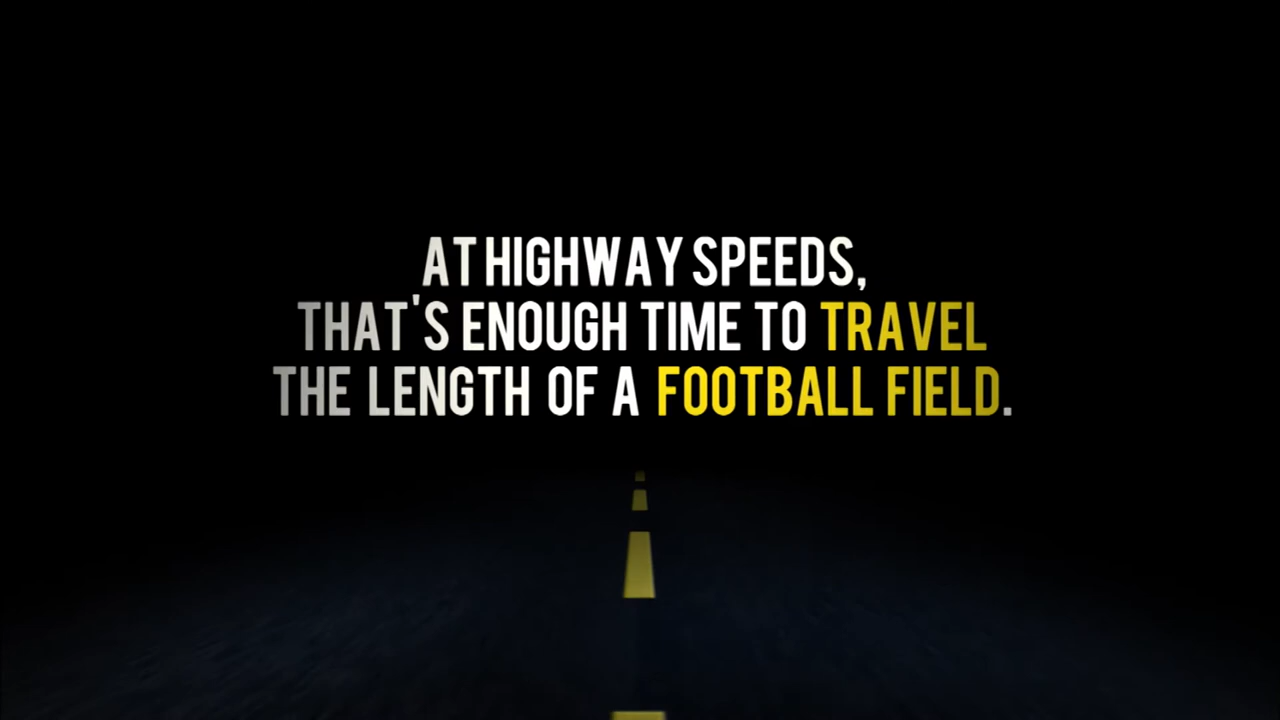 AT HIGHWAY SPEEDS,
THAT'S ENOUGH TIME TO TRAVEL
THE LENGTH OF A FOOTBALL FIELD.